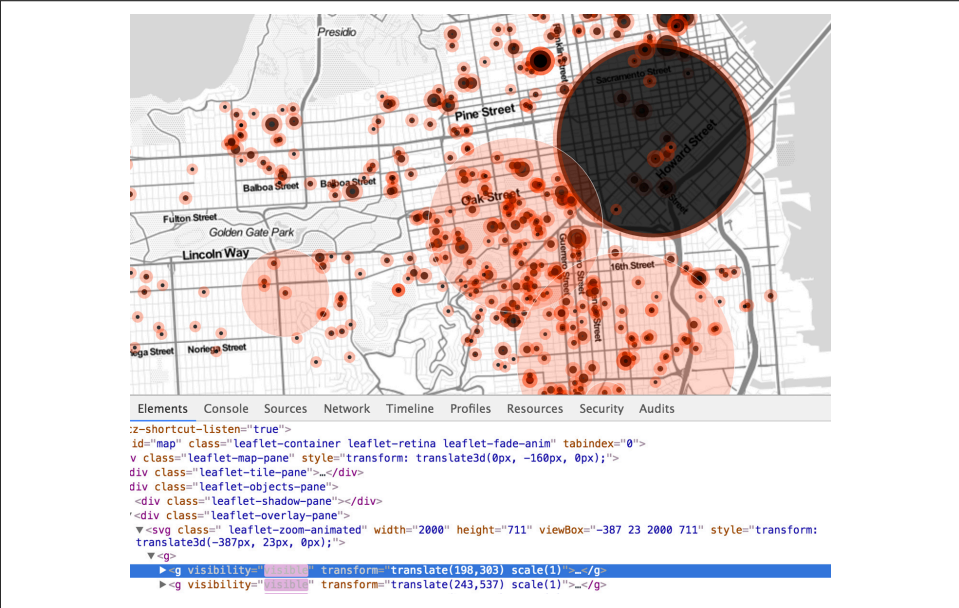 Presidio
Franklin Street
Sacramento Street
Pine Street
Howard Street
Balboa Street
Balboa Street
Oak Street
Fulton Street
Golden Gate Park
Lincoln Way
Guerrero Street
16th Street
Street
Noriega Street
Elements Console Sources Network Timeline Profiles Resources Security Audits
cz-shortcut-listen="true">
id="map" class="leaflet-container leaflet-retina leaflet-fade-anim" tabindex="0">
v class="leaflet-map-pane" style="transform: translate3d(0px, -160px, 0px);">
div class="leaflet-tile-pane">…</div>
div class="leaflet-objects-pane">
<div class="leaflet-shadow-pane"></div>
<div class="leaflet-overlay-pane">
▼<svg class=" leaflet-zoom-animated" width="2000" height="711" viewBox="-387 23 2000 711" style="transform:
translate3d(-387px, 23px, 0px);">
▼<g>
▶<g visibility="visible" transform="translate(198,303) scale(1)">…</g>
▶<g visibility="visible" transform="translate(243,537) scale(1)">…</g>